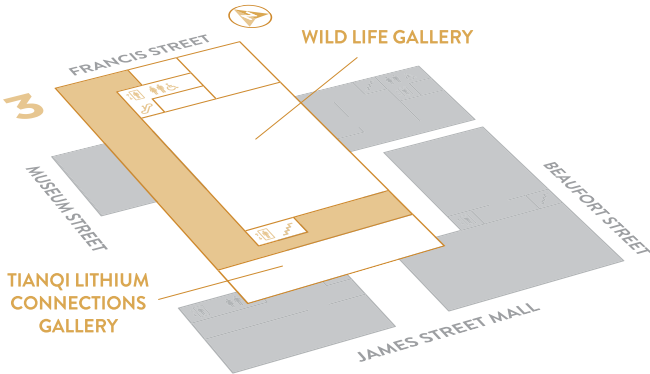 FRANCIS STREET
WILD LIFE GALLERY
3
MUSEUM STREET
BEAUFORT STREET
TIANQI LITHIUM
CONNECTIONS
GALLERY
JAMES STREET MALL